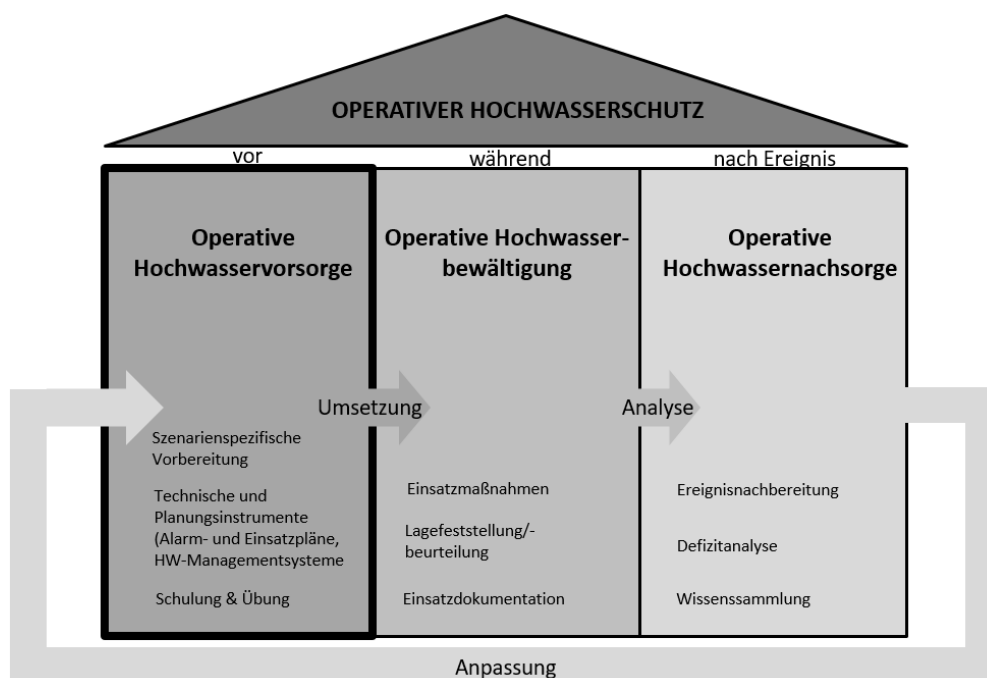 OPERATIVER HOCHWASSERSCHUTZ
vor
während
nach Ereignis
Operative
Hochwasservorsorge
Operative Hochwasser-
bewältigung
Operative
Hochwassernachsorge
Umsetzung
Analyse
Szenarienspezifische
Vorbereitung
Technische und
Planungsinstrumente
(Alarm- und Einsatzpläne,
HW-Managementsysteme
Schulung & Übung
Einsatzmaßnahmen
Lagefeststellung/-
beurteilung
Einsatzdokumentation
Ereignisnachbereitung
Defizitanalyse
Wissenssammlung
Anpassung